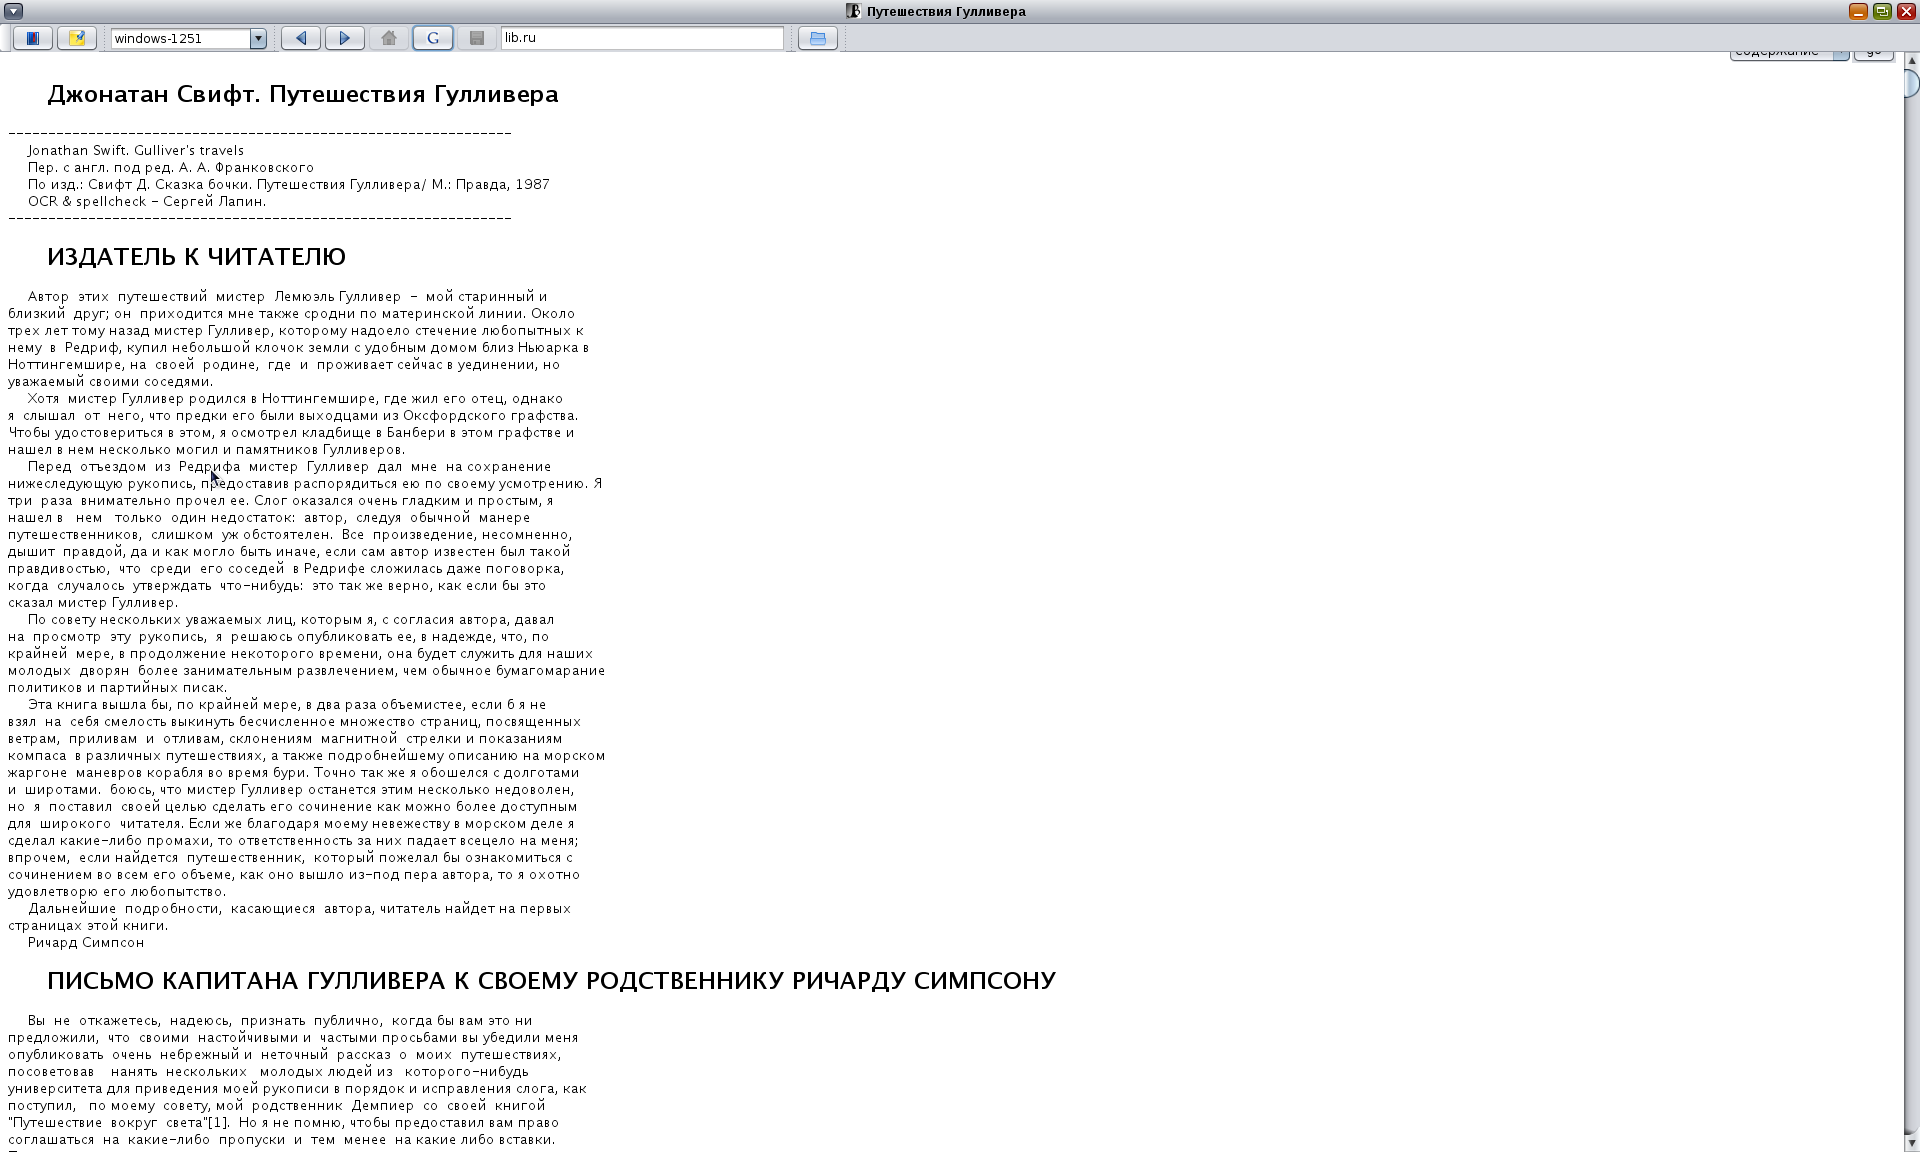 Путешествия Гулливера
windows-1251
G
lib.ru
содержание go
Джонатан Свифт. Путешествия Гулливера
---------------------------------------------------------------
Jonathan Swift. Gulliver's travels
Пер. с англ. под ред. А. А. Франковского
По изд.: Свифт Д. Сказка бочки. Путешествия Гулливера/ М.: Правда, 1987
OCR & spellcheck - Сергей Лапин.
---------------------------------------------------------------
ИЗДАТЕЛЬ К ЧИТАТЕЛЮ
Автор этих путешествий мистер Лемюэль Гулливер - мой старинный и
близкий друг; он приходится мне также сродни по материнской линии. Около
трех лет тому назад мистер Гулливер, которому надоело стечение любопытных к
нему в Редриф, купил небольшой клочок земли с удобным домом близ Ньюарка в
Ноттингемшире, на своей родине, где и проживает сейчас в уединении, но
уважаемый своими соседями.
Хотя мистер Гулливер родился в Ноттингемшире, где жил его отец, однако
я слышал от него, что предки его были выходцами из Оксфордского графства.
Чтобы удостовериться в этом, я осмотрел кладбище в Банбери в этом графстве и
нашел в нем несколько могил и памятников Гулливеров.
Перед отъездом из Редрифа мистер Гулливер дал мне на сохранение
нижеследующую рукопись, предоставив распорядиться ею по своему усмотрению. Я
три раза внимательно прочел ее. Слог оказался очень гладким и простым, я
нашел в нем только один недостаток: автор, следуя обычной манере
путешественников, слишком уж обстоятелен. Все произведение, несомненно,
дышит правдой, да и как могло быть иначе, если сам автор известен был такой
правдивостью, что среди его соседей в Редрифе сложилась даже поговорка,
когда случалось утверждать что-нибудь: это так же верно, как если бы это
сказал мистер Гулливер.
По совету нескольких уважаемых лиц, которым я, с согласия автора, давал
на просмотр эту рукопись, я решаюсь опубликовать ее, в надежде, что, по
крайней мере, в продолжение некоторого времени, она будет служить для наших
молодых дворян более занимательным развлечением, чем обычное бумагомарание
политиков и партийных писак.
Эта книга вышла бы, по крайней мере, в два раза объемистее, если б я не
взял на себя смелость выкинуть бесчисленное множество страниц, посвященных
ветрам, приливам и отливам, склонениям магнитной стрелки и показаниям
компаса в различных путешествиях, а также подробнейшему описанию на морском
жаргоне маневров корабля во время бури. Точно так же я обошелся с долготами
и широтами. боюсь, что мистер Гулливер останется этим несколько недоволен,
но я поставил своей целью сделать его сочинение как можно более доступным
для широкого читателя. Если же благодаря моему невежеству в морском деле я
сделал какие-либо промахи, то ответственность за них падает всецело на меня;
впрочем, если найдется путешественник, который пожелал бы ознакомиться с
сочинением во всем его объеме, как оно вышло из-под пера автора, то я охотно
удовлетворю его любопытство.
Дальнейшие подробности, касающиеся автора, читатель найдет на первых
страницах этой книги.
Ричард Симпсон
ПИСЬМО КАПИТАНА ГУЛЛИВЕРА К СВОЕМУ РОДСТВЕННИКУ РИЧАРДУ СИМПСОНУ
Вы не откажетесь, надеюсь, признать публично, когда бы вам это ни
предложили, что своими настойчивыми и частыми просьбами вы убедили меня
опубликовать очень небрежный и неточный рассказ о моих путешествиях,
посоветовав нанять нескольких молодых людей из которого-нибудь
университета для приведения моей рукописи в порядок и исправления слога, как
поступил, по моему совету, мой родственник Демпиер со своей книгой
"Путешествие вокруг света"[1]. Но я не помню, чтобы предоставил вам право
соглашаться на какие-либо пропуски и тем менее на какие либо вставки.